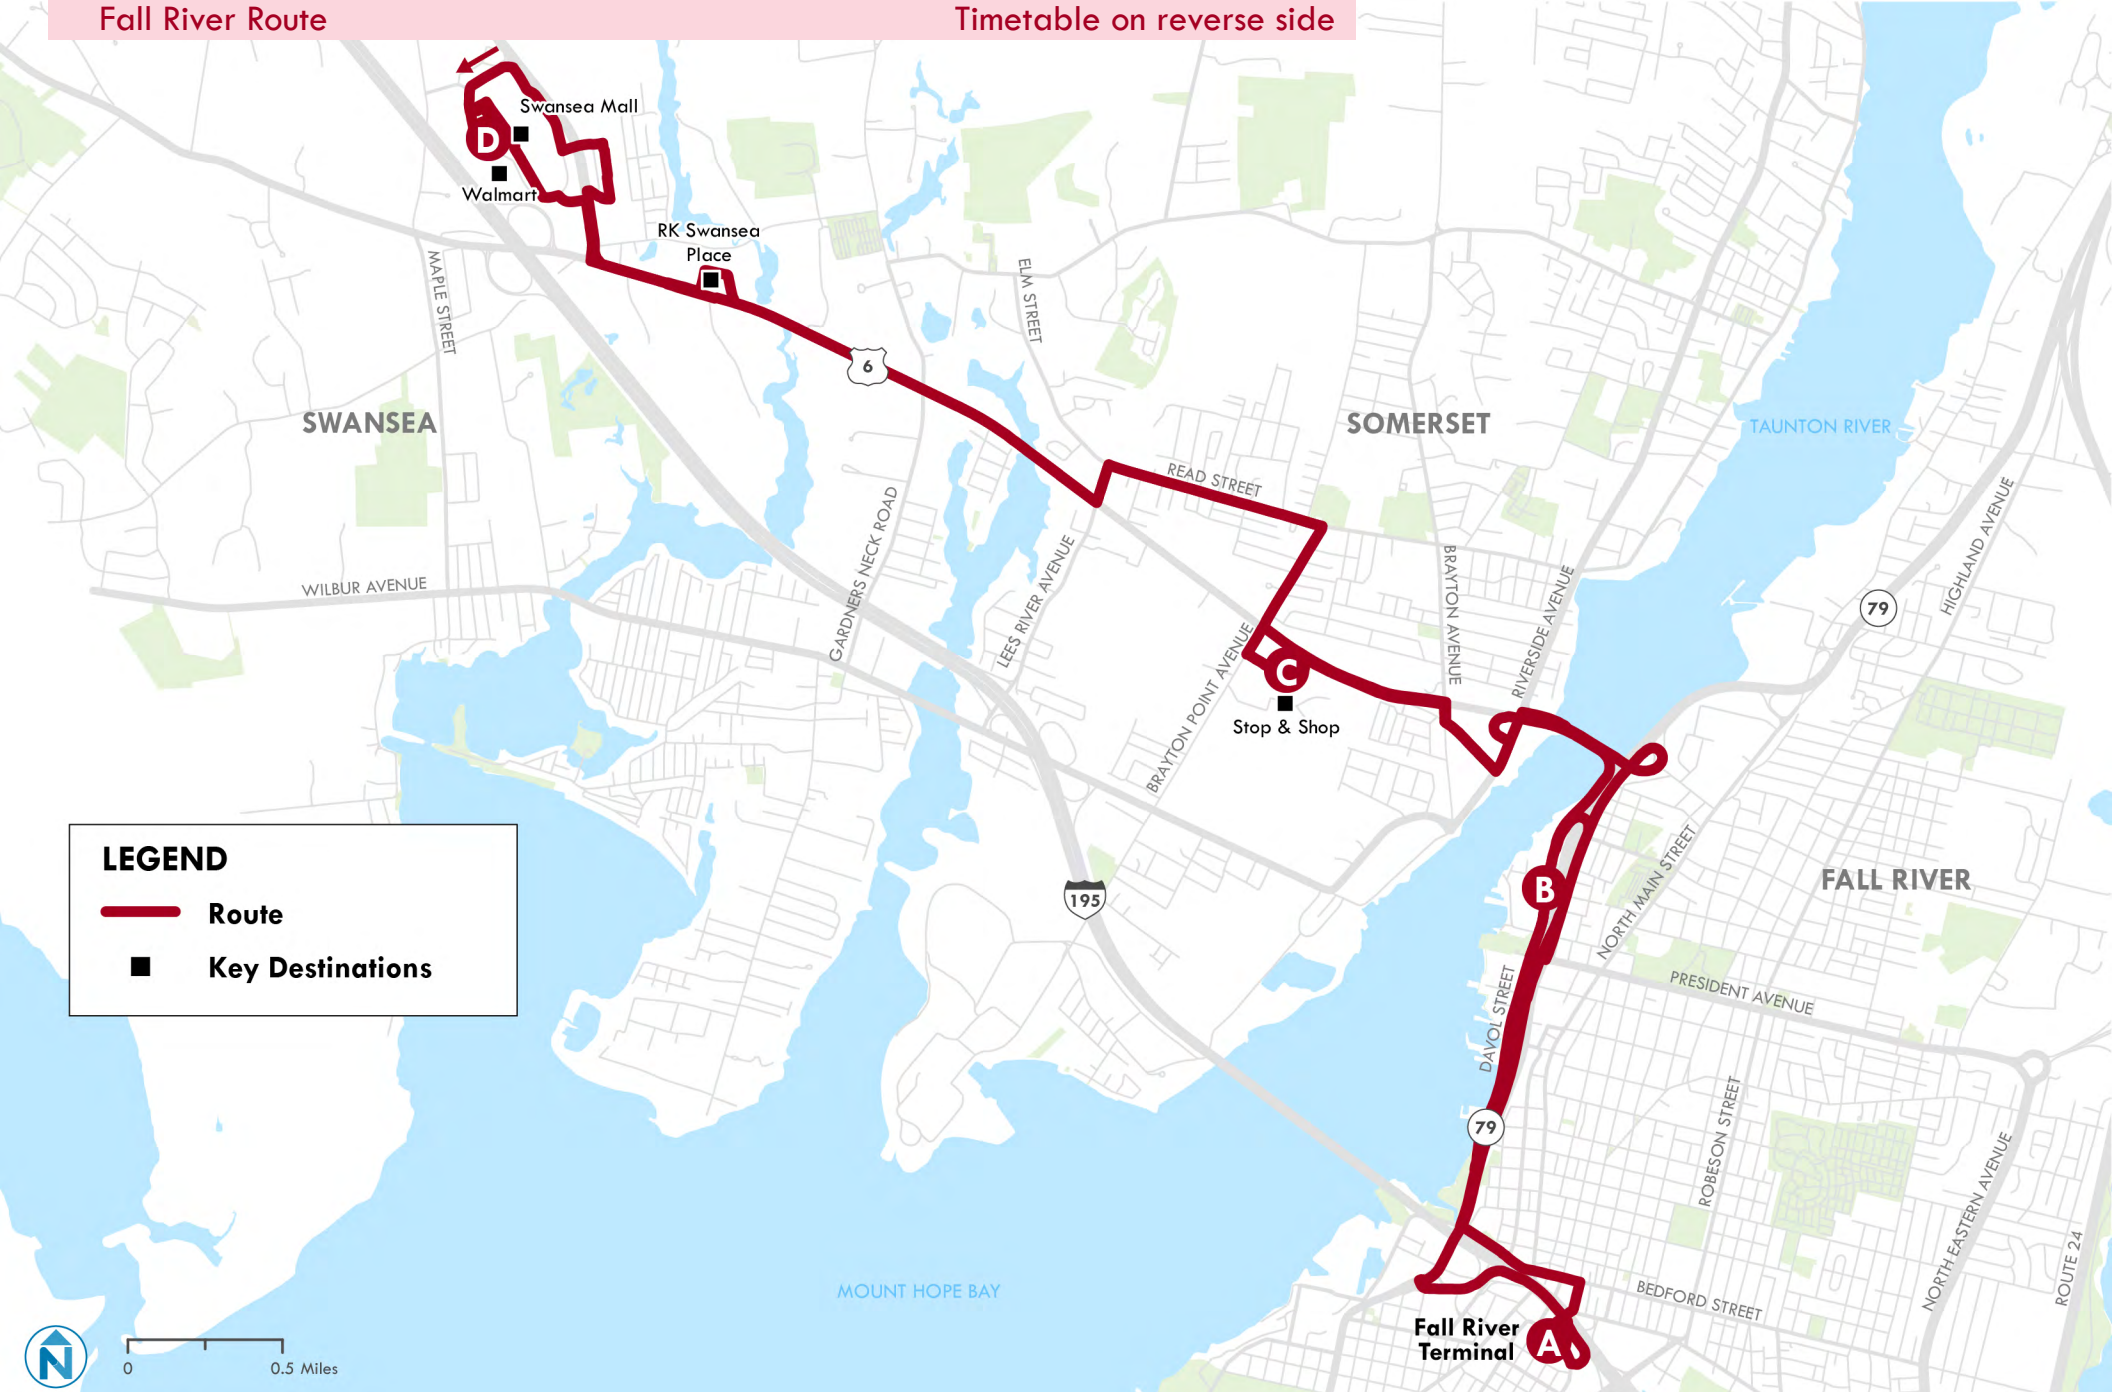 Fall River Route
Timetable on reverse side
Swansea Mall
D
Walmart
RK Swansea
Place
MAPLE STREET
ELM STREET
6
SWANSEA
SOMERSET
TAUNTON RIVER
READ STREET
GARDNERS NECK ROAD
HIGHLAND AVENUE
WILBUR AVENUE
LEES RIVER AVENUE
BRAYTON AVENUE
RIVERSIDE AVENUE
79
BRAYTON POINT AVENUE
C
Stop & Shop
NORTH MAIN STREET
FALL RIVER
B
195
LEGEND
Route
Key Destinations
DAVOL STREET
PRESIDENT AVENUE
79
ROBESON STREET
NORTH EASTERN AVENUE
ROUTE 24
MOUNT HOPE BAY
BEDFORD STREET
Fall River
Terminal
A
N
0
0.5 Miles